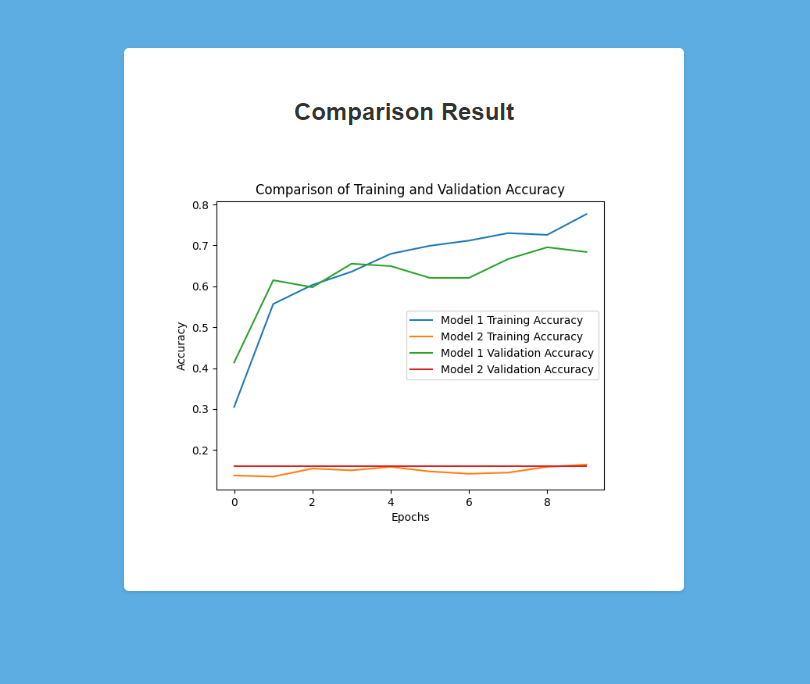 Comparison Result
Comparison of Training and Validation Accuracy
0.8
0.7
0.6
0.5
0.4
0.3
0.2
Accuracy
Model 1 Training Accuracy
Model 2 Training Accuracy
Model 1 Validation Accuracy
Model 2 Validation Accuracy
0 2 4 6 8
Epochs